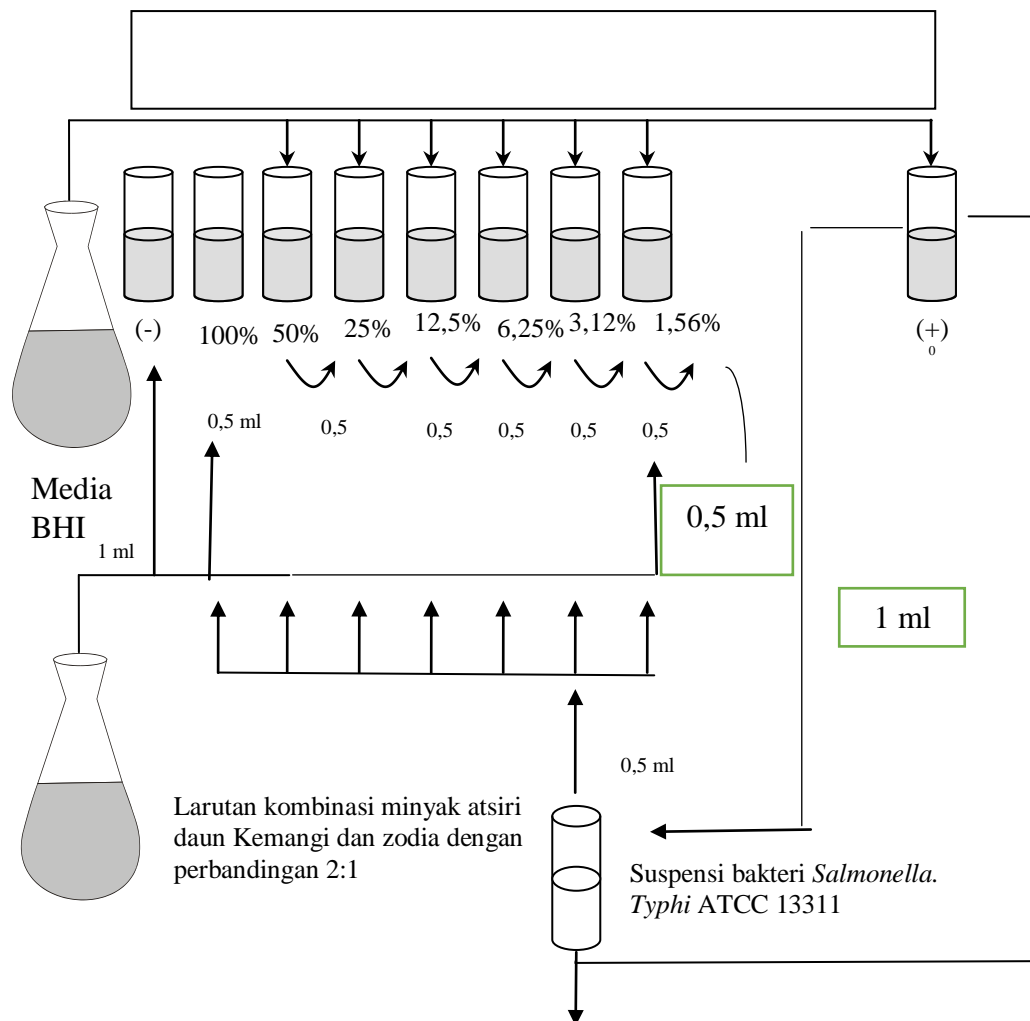 (-)
100%
50%
25%
12,5%
6,25%
3,12%
1,56%
(+
0
0,5 ml
0,5
0,5
0,5
0,5
0,5
Media
BHI
1 ml
0,5 ml
1 ml
0,5 ml
Larutan kombinasi minyak atsiri
daun Kemangi dan zodia dengan
perbandingan 2:1
Suspensi bakteri Salmonella.
Typhi ATCC 13311